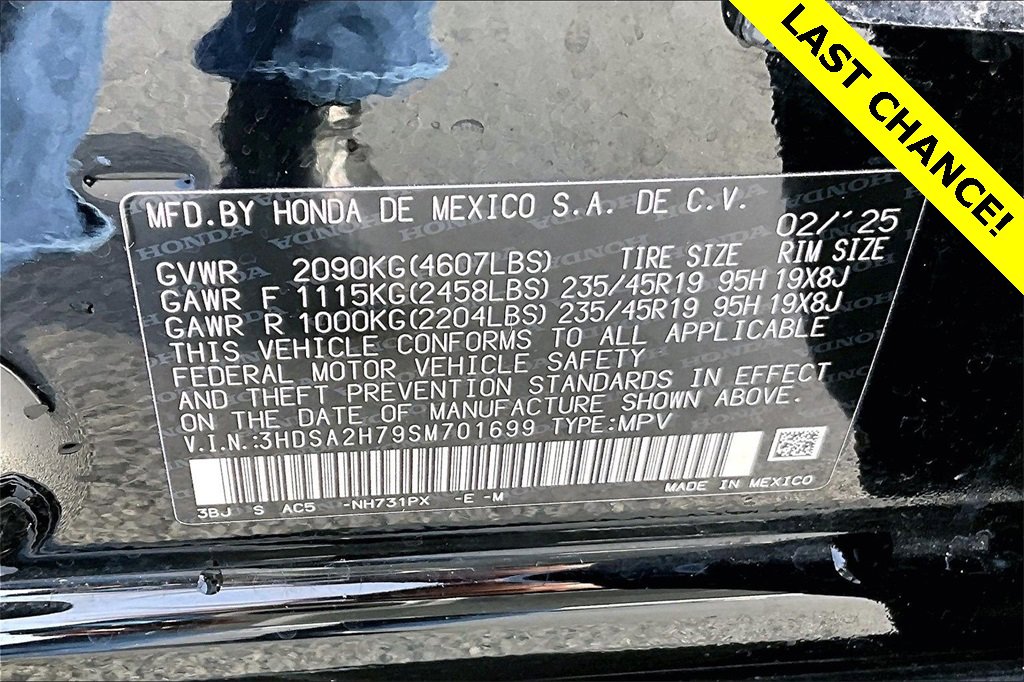 LAST CHANCE!
MFD.BY HONDA DE MEXICO S.A. DE C.V.
02/'25
GVWR 2090KG(4607LBS) TIRE SIZE RIM SIZE
GAWR F 1115KG(2458LBS) 235/45R19 95H 19X8J
GAWR R 1000KG(2204LBS) 235/45R19 95H 19X8J
THIS VEHICLE CONFORMS TO ALL APPLICABLE
FEDERAL MOTOR VEHICLE SAFETY
AND THEFT PREVENTION STANDARDS IN EFFECT
ON THE DATE OF MANUFACTURE SHOWN ABOVE.
V.I.N.:3HDSA2H79SM701699 TYPE:MPV
MADE IN MEXICO
3BJ S AC5 -NH731PX -E -M